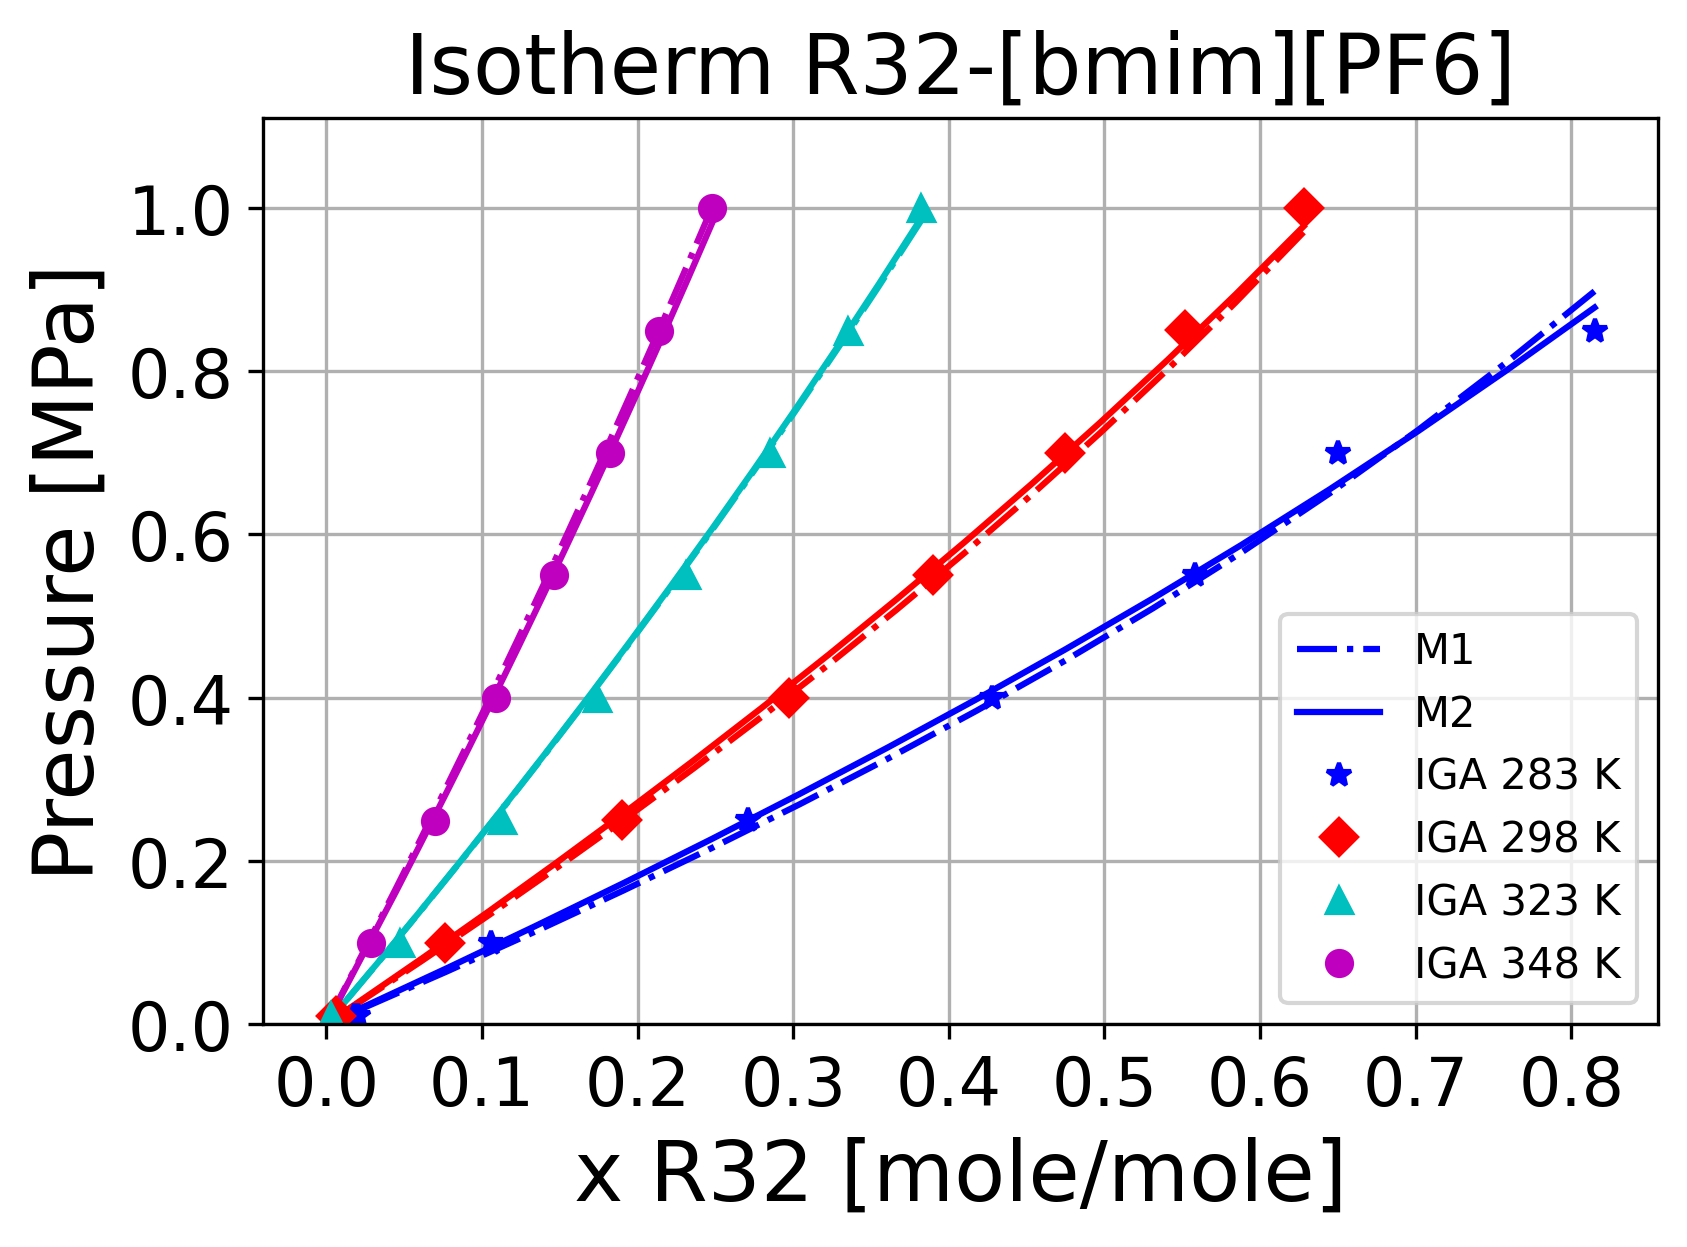 Isotherm R32-[bmim][PF6]
Pressure [MPa]
1.0
0.8
0.6
0.4
0.2
0.0
0.0 0.1 0.2 0.3 0.4 0.5 0.6 0.7 0.8
x R32 [mole/mole]
M1
M2
IGA 283 K
IGA 298 K
IGA 323 K
IGA 348 K